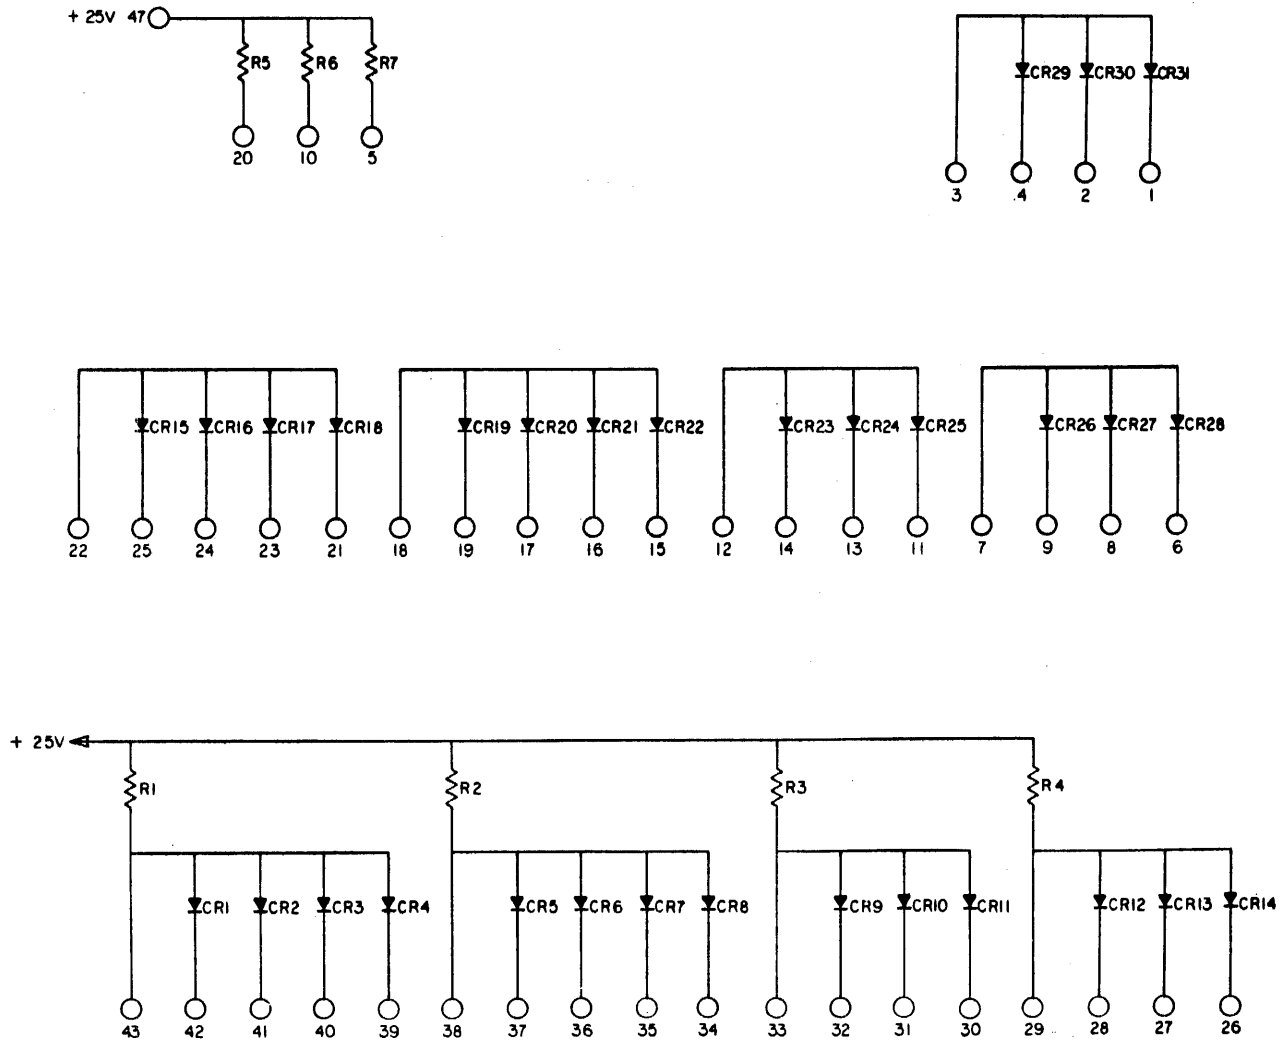 + 25V 47
R5 R6 R7
20 10 5
CR29 CR30 CR31
3 4 2 1
CR15 CR16 CR17 CR18 CR19 CR20 CR21 CR22 CR23 CR24 CR25 CR26 CR27 CR28
22 25 24 23 21 18 19 17 16 15 12 14 13 11 7 9 8 6
+ 25V
R1 R2 R3 R4
CR1 CR2 CR3 CR4 CR5 CR6 CR7 CR8 CR9 CR10 CR11 CR12 CR13 CR14
43 42 41 40 39 38 37 36 35 34 33 32 31 30 29 28 27 26